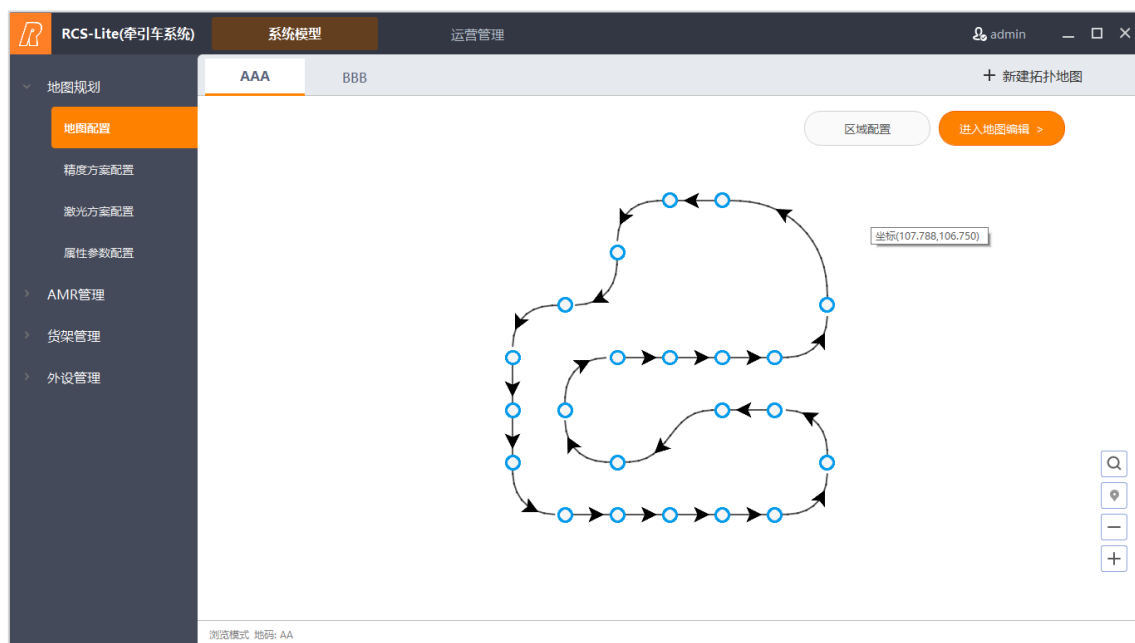 RCS-Lite(牵引车系统) 系统模型 运营管理 admin
地图规划
地图配置
精度方案配置
激光方案配置
属性参数配置
AMR管理
货架管理
外设管理
AAA BBB 新建拓扑地图
区域配置 进入地图编辑 >
坐标(107.788,106.750)
浏览模式 地码: AA